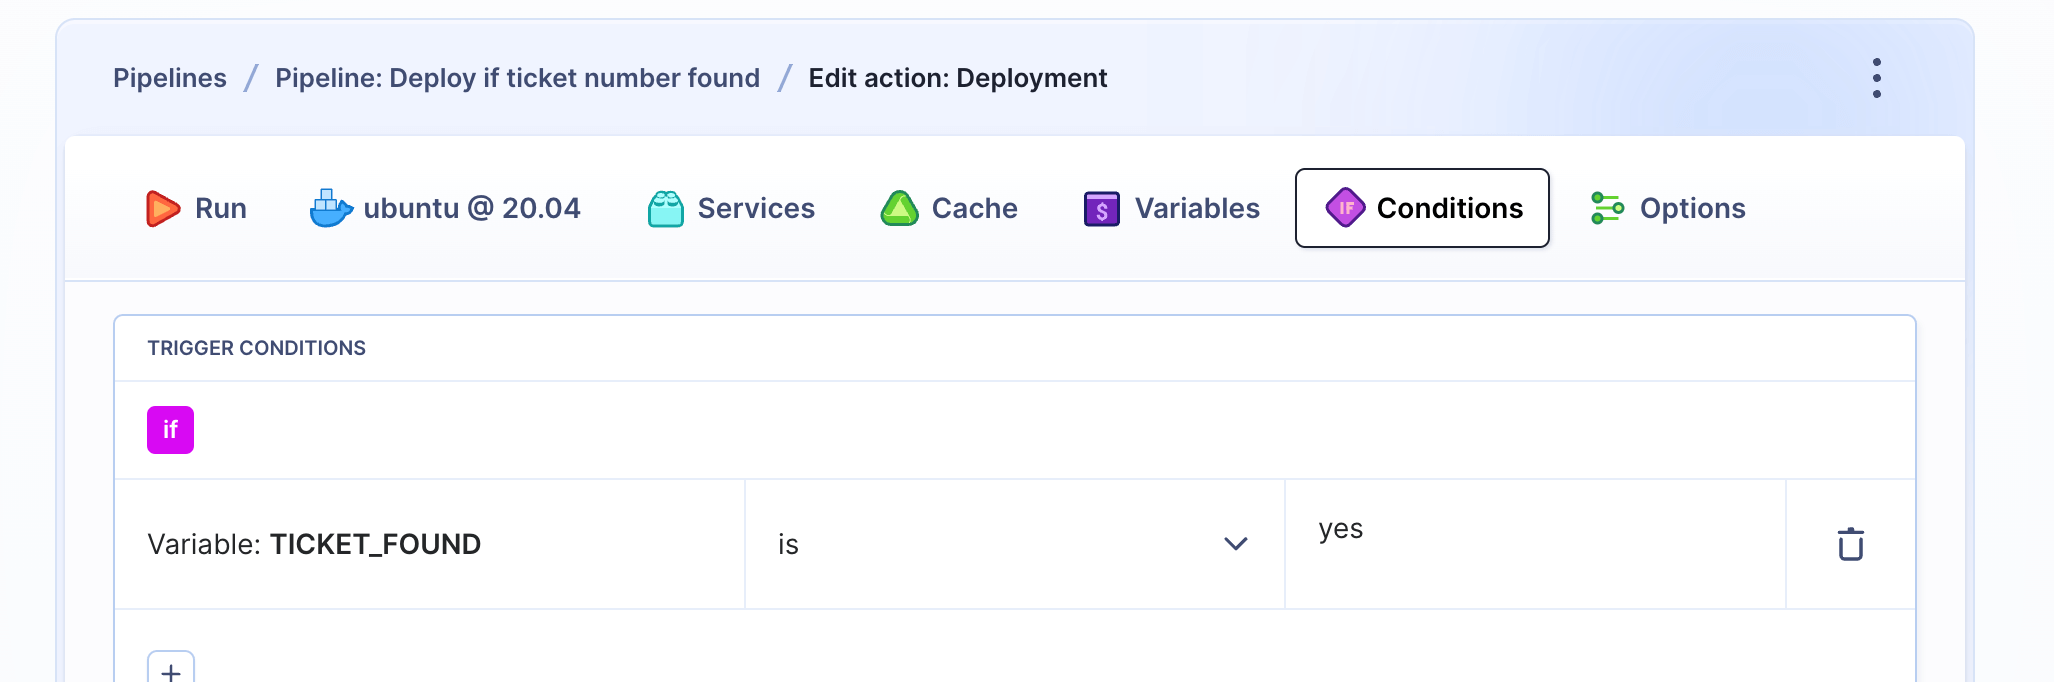 Pipelines / Pipeline: Deploy if ticket number found / Edit action: Deployment
Run ubuntu @ 20.04 Services Cache $ Variables IF Conditions Options
TRIGGER CONDITIONS
if
Variable: TICKET_FOUND is yes
+